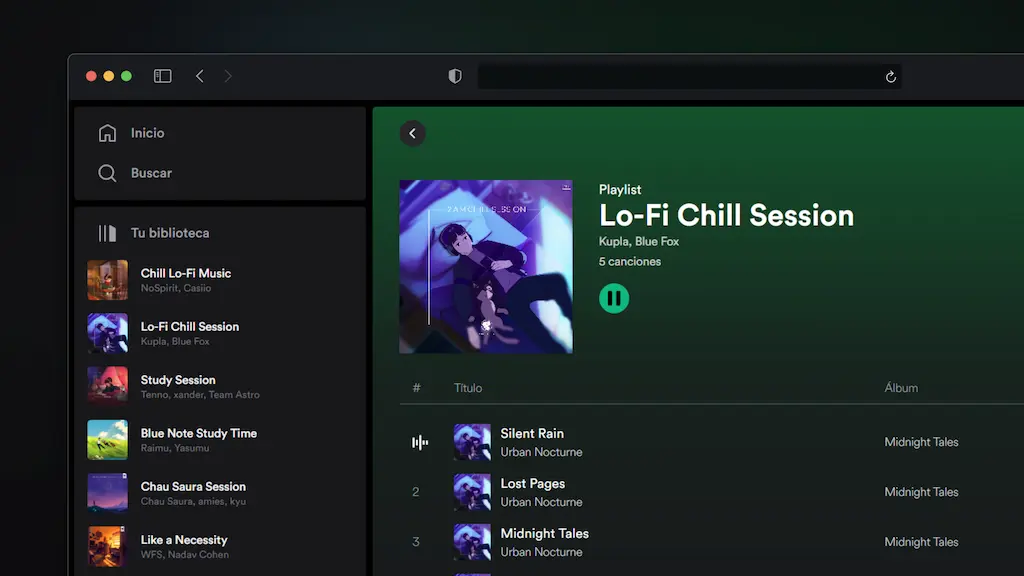 Inicio
Buscar
Tu biblioteca
Chill Lo-Fi Music
NoSpirit, Casiio
Lo-Fi Chill Session
Kupla, Blue Fox
Study Session
Tenno, xander, Team Astro
Blue Note Study Time
Raimu, Yasumu
Chau Saura Session
Chau Saura, amies, kyu
Like a Necessity
WFS, Nadav Cohen
Playlist
Lo-Fi Chill Session
Kupla, Blue Fox
5 canciones
# Título Álbum
Silent Rain
Urban Nocturne
Midnight Tales
2 Lost Pages
Urban Nocturne
Midnight Tales
3 Midnight Tales
Urban Nocturne
Midnight Tales